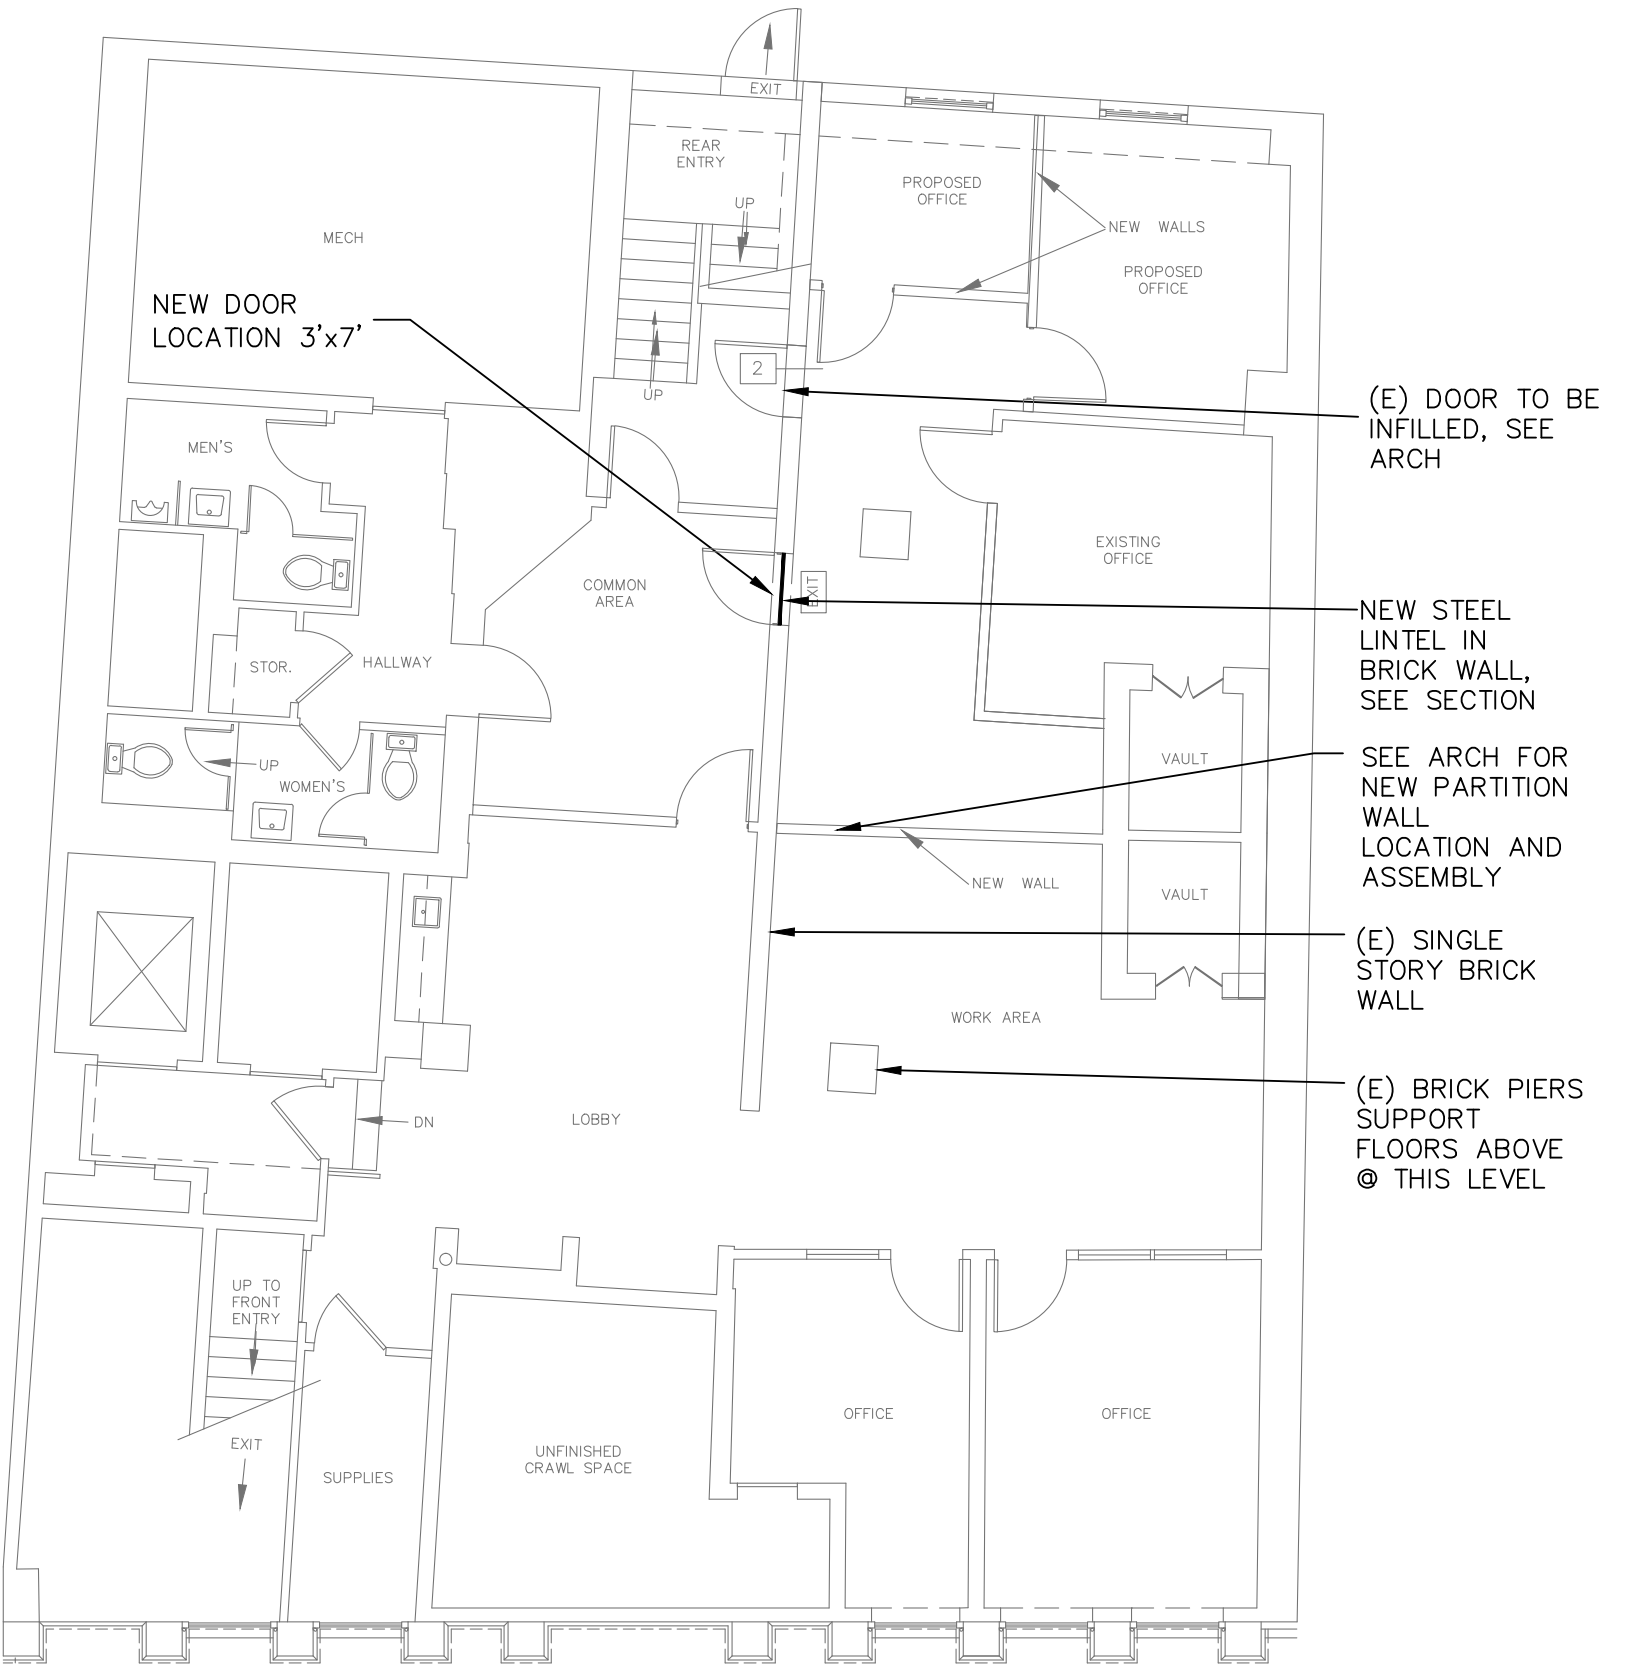 EXIT
REAR
ENTRY
UP
PROPOSED
OFFICE
NEW WALLS
PROPOSED
OFFICE
MECH
NEW DOOR
LOCATION 3'x7'
2
UP
(E) DOOR TO BE
INFILLED, SEE
ARCH
MEN'S
EXISTING
OFFICE
COMMON
AREA
EXIT
NEW STEEL
LINTEL IN
BRICK WALL,
SEE SECTION
STOR.
HALLWAY
UP
WOMEN'S
VAULT
SEE ARCH FOR
NEW PARTITION
WALL
LOCATION AND
ASSEMBLY
NEW WALL
VAULT
(E) SINGLE
STORY BRICK
WALL
WORK AREA
DN
LOBBY
(E) BRICK PIERS
SUPPORT
FLOORS ABOVE
@ THIS LEVEL
UP TO
FRONT
ENTRY
EXIT
SUPPLIES
UNFINISHED
CRAWL SPACE
OFFICE
OFFICE